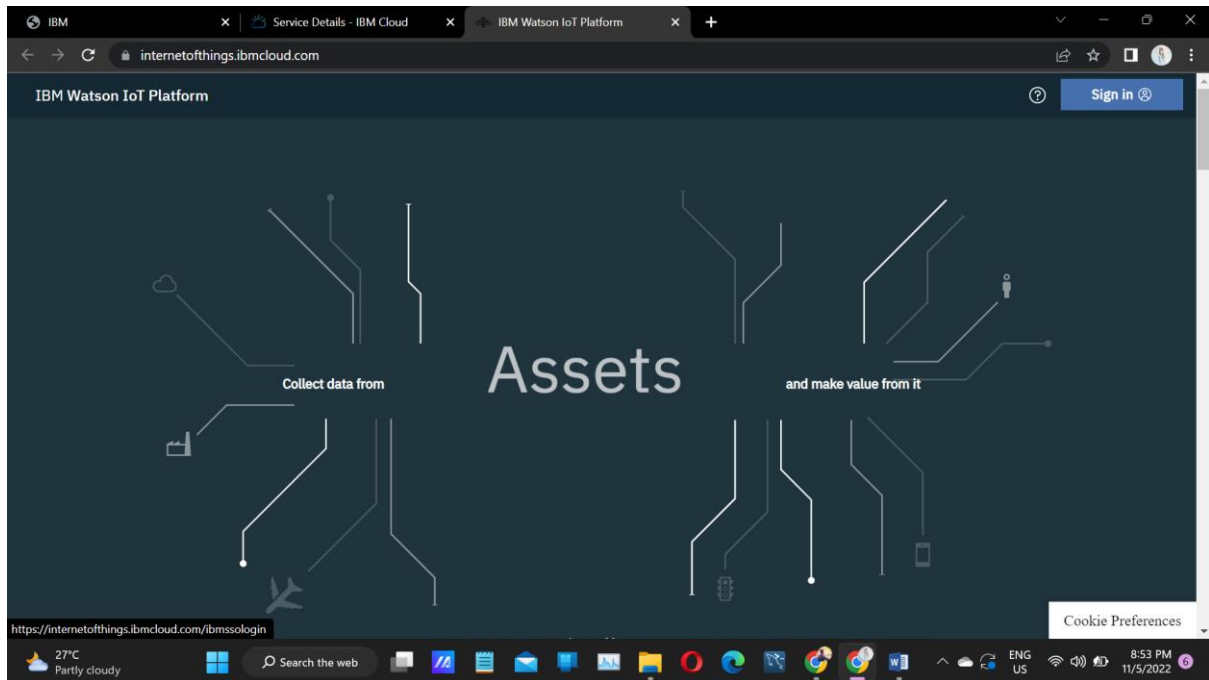 IBM
Service Details - IBM Cloud
IBM Watson IoT Platform
internetofthings.ibmcloud.com
IBM Watson IoT Platform
Sign in
Collect data from
Assets
and make value from it
Cookie Preferences
https://internetofthings.ibmcloud.com/ibmssologin
27°C
Partly cloudy
Search the web
ENG
US
8:53 PM
11/5/2022
6